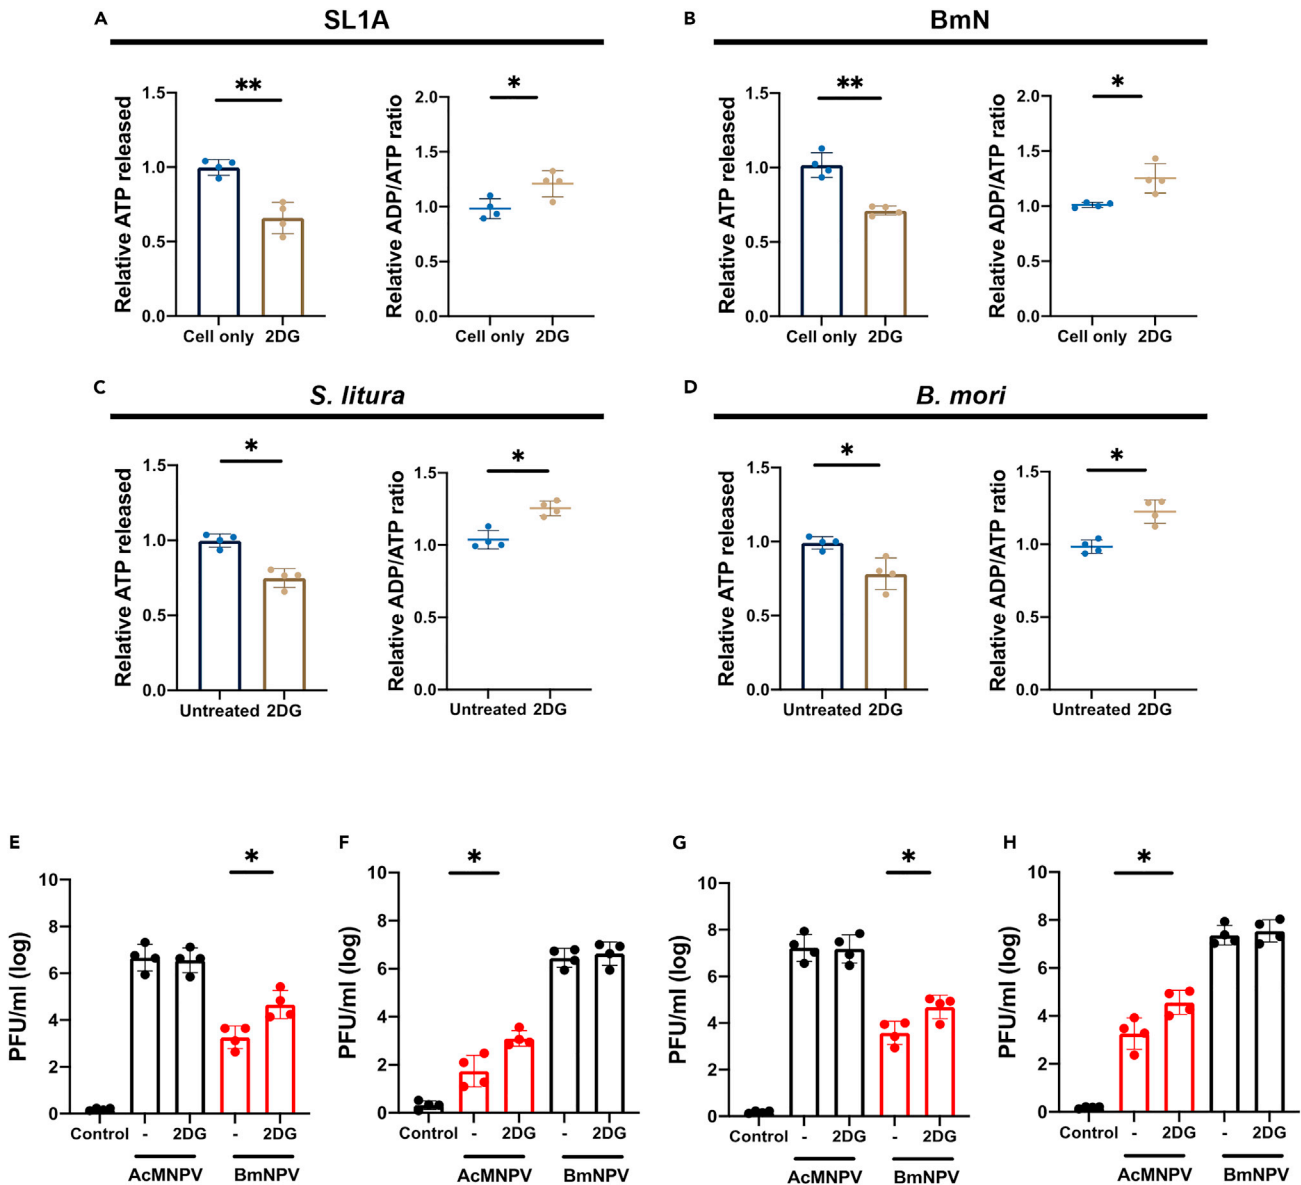 A SL1A
Relative ATP released
1.5
1.0
0.5
0.0
**
Cell only 2DG
Relative ADP/ATP ratio
2.0
1.5
1.0
0.5
0.0
*
Cell only 2DG
B BmN
Relative ATP released
1.5
1.0
0.5
0.0
**
Cell only 2DG
Relative ADP/ATP ratio
2.0
1.5
1.0
0.5
0.0
*
Cell only 2DG
C S. litura
Relative ATP released
1.5
1.0
0.5
0.0
*
Untreated 2DG
Relative ADP/ATP ratio
1.5
1.0
0.5
0.0
*
Untreated 2DG
D B. mori
Relative ATP released
1.5
1.0
0.5
0.0
*
Untreated 2DG
Relative ADP/ATP ratio
1.5
1.0
0.5
0.0
*
Untreated 2DG
E
PFU/ml (log)
10
8
6
4
2
0
*
Control - 2DG - 2DG
AcMNPV BmNPV
F
PFU/ml (log)
10
8
6
4
2
0
*
Control - 2DG - 2DG
AcMNPV BmNPV
G
PFU/ml (log)
10
8
6
4
2
0
*
Control - 2DG - 2DG
AcMNPV BmNPV
H
PFU/ml (log)
10
8
6
4
2
0
*
Control - 2DG - 2DG
AcMNPV BmNPV